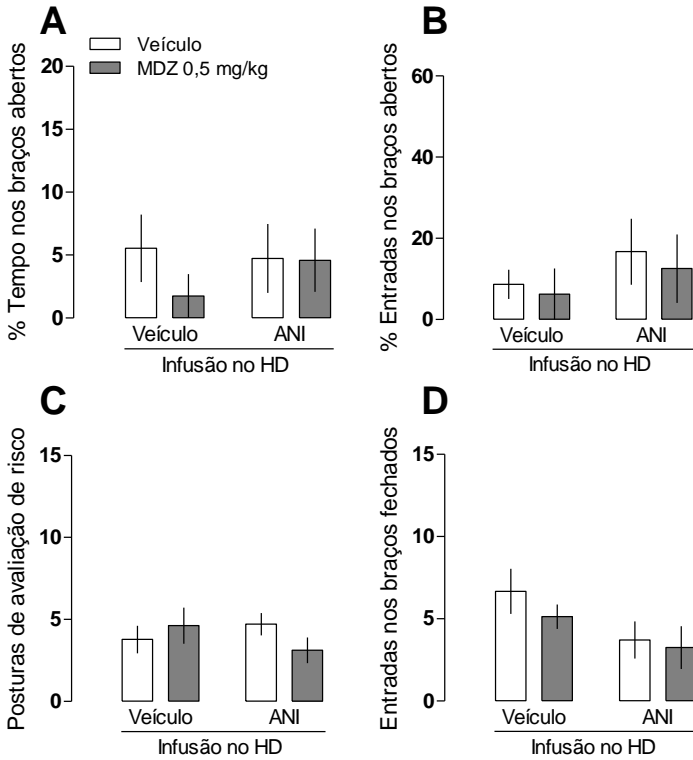 A
Veículo
MDZ 0,5 mg/kg
% Tempo nos braços abertos
20
15
10
5
0
Veículo
ANI
Infusão no HD
B
% Entradas nos braços abertos
60
40
20
0
Veículo
ANI
Infusão no HD
C
Posturas de avaliação de risco
15
10
5
0
Veículo
ANI
Infusão no HD
D
Entradas nos braços fechados
15
10
5
0
Veículo
ANI
Infusão no HD